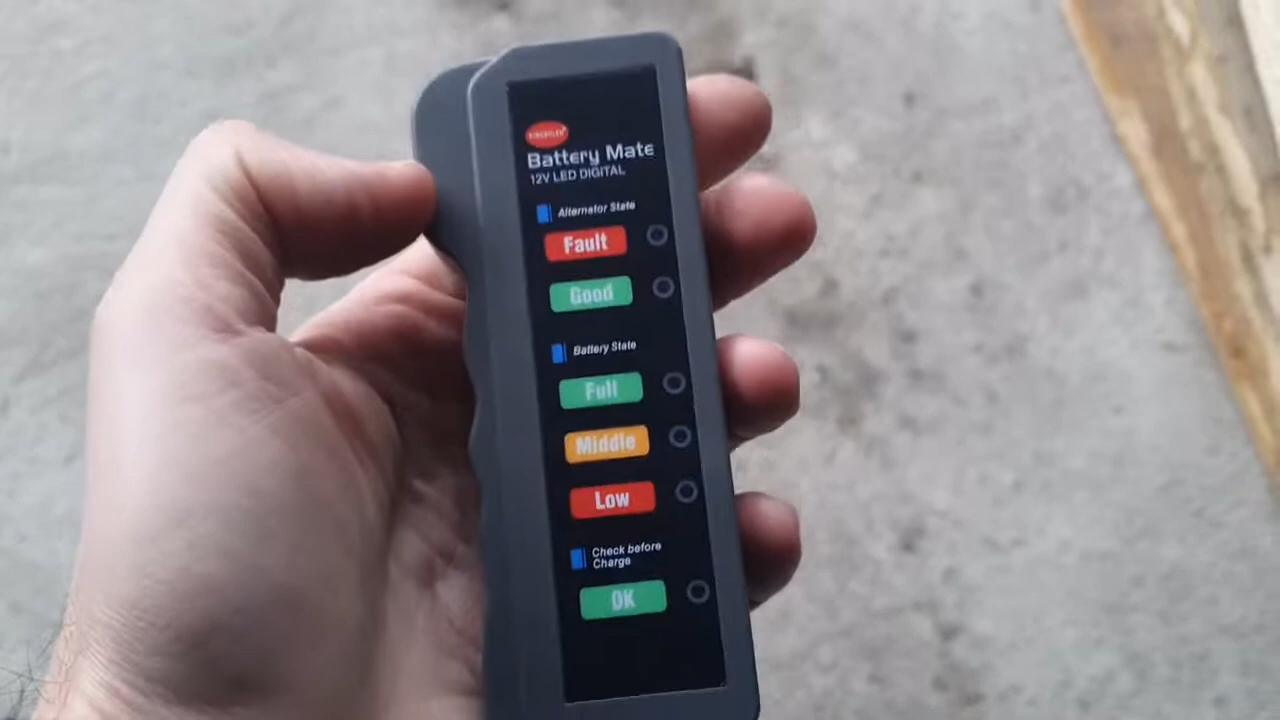 Battery Mate
12V LED DIGITAL
Alternator State
Fault
Good
Battery State
Full
Middle
Low
Check before
Charge
OK